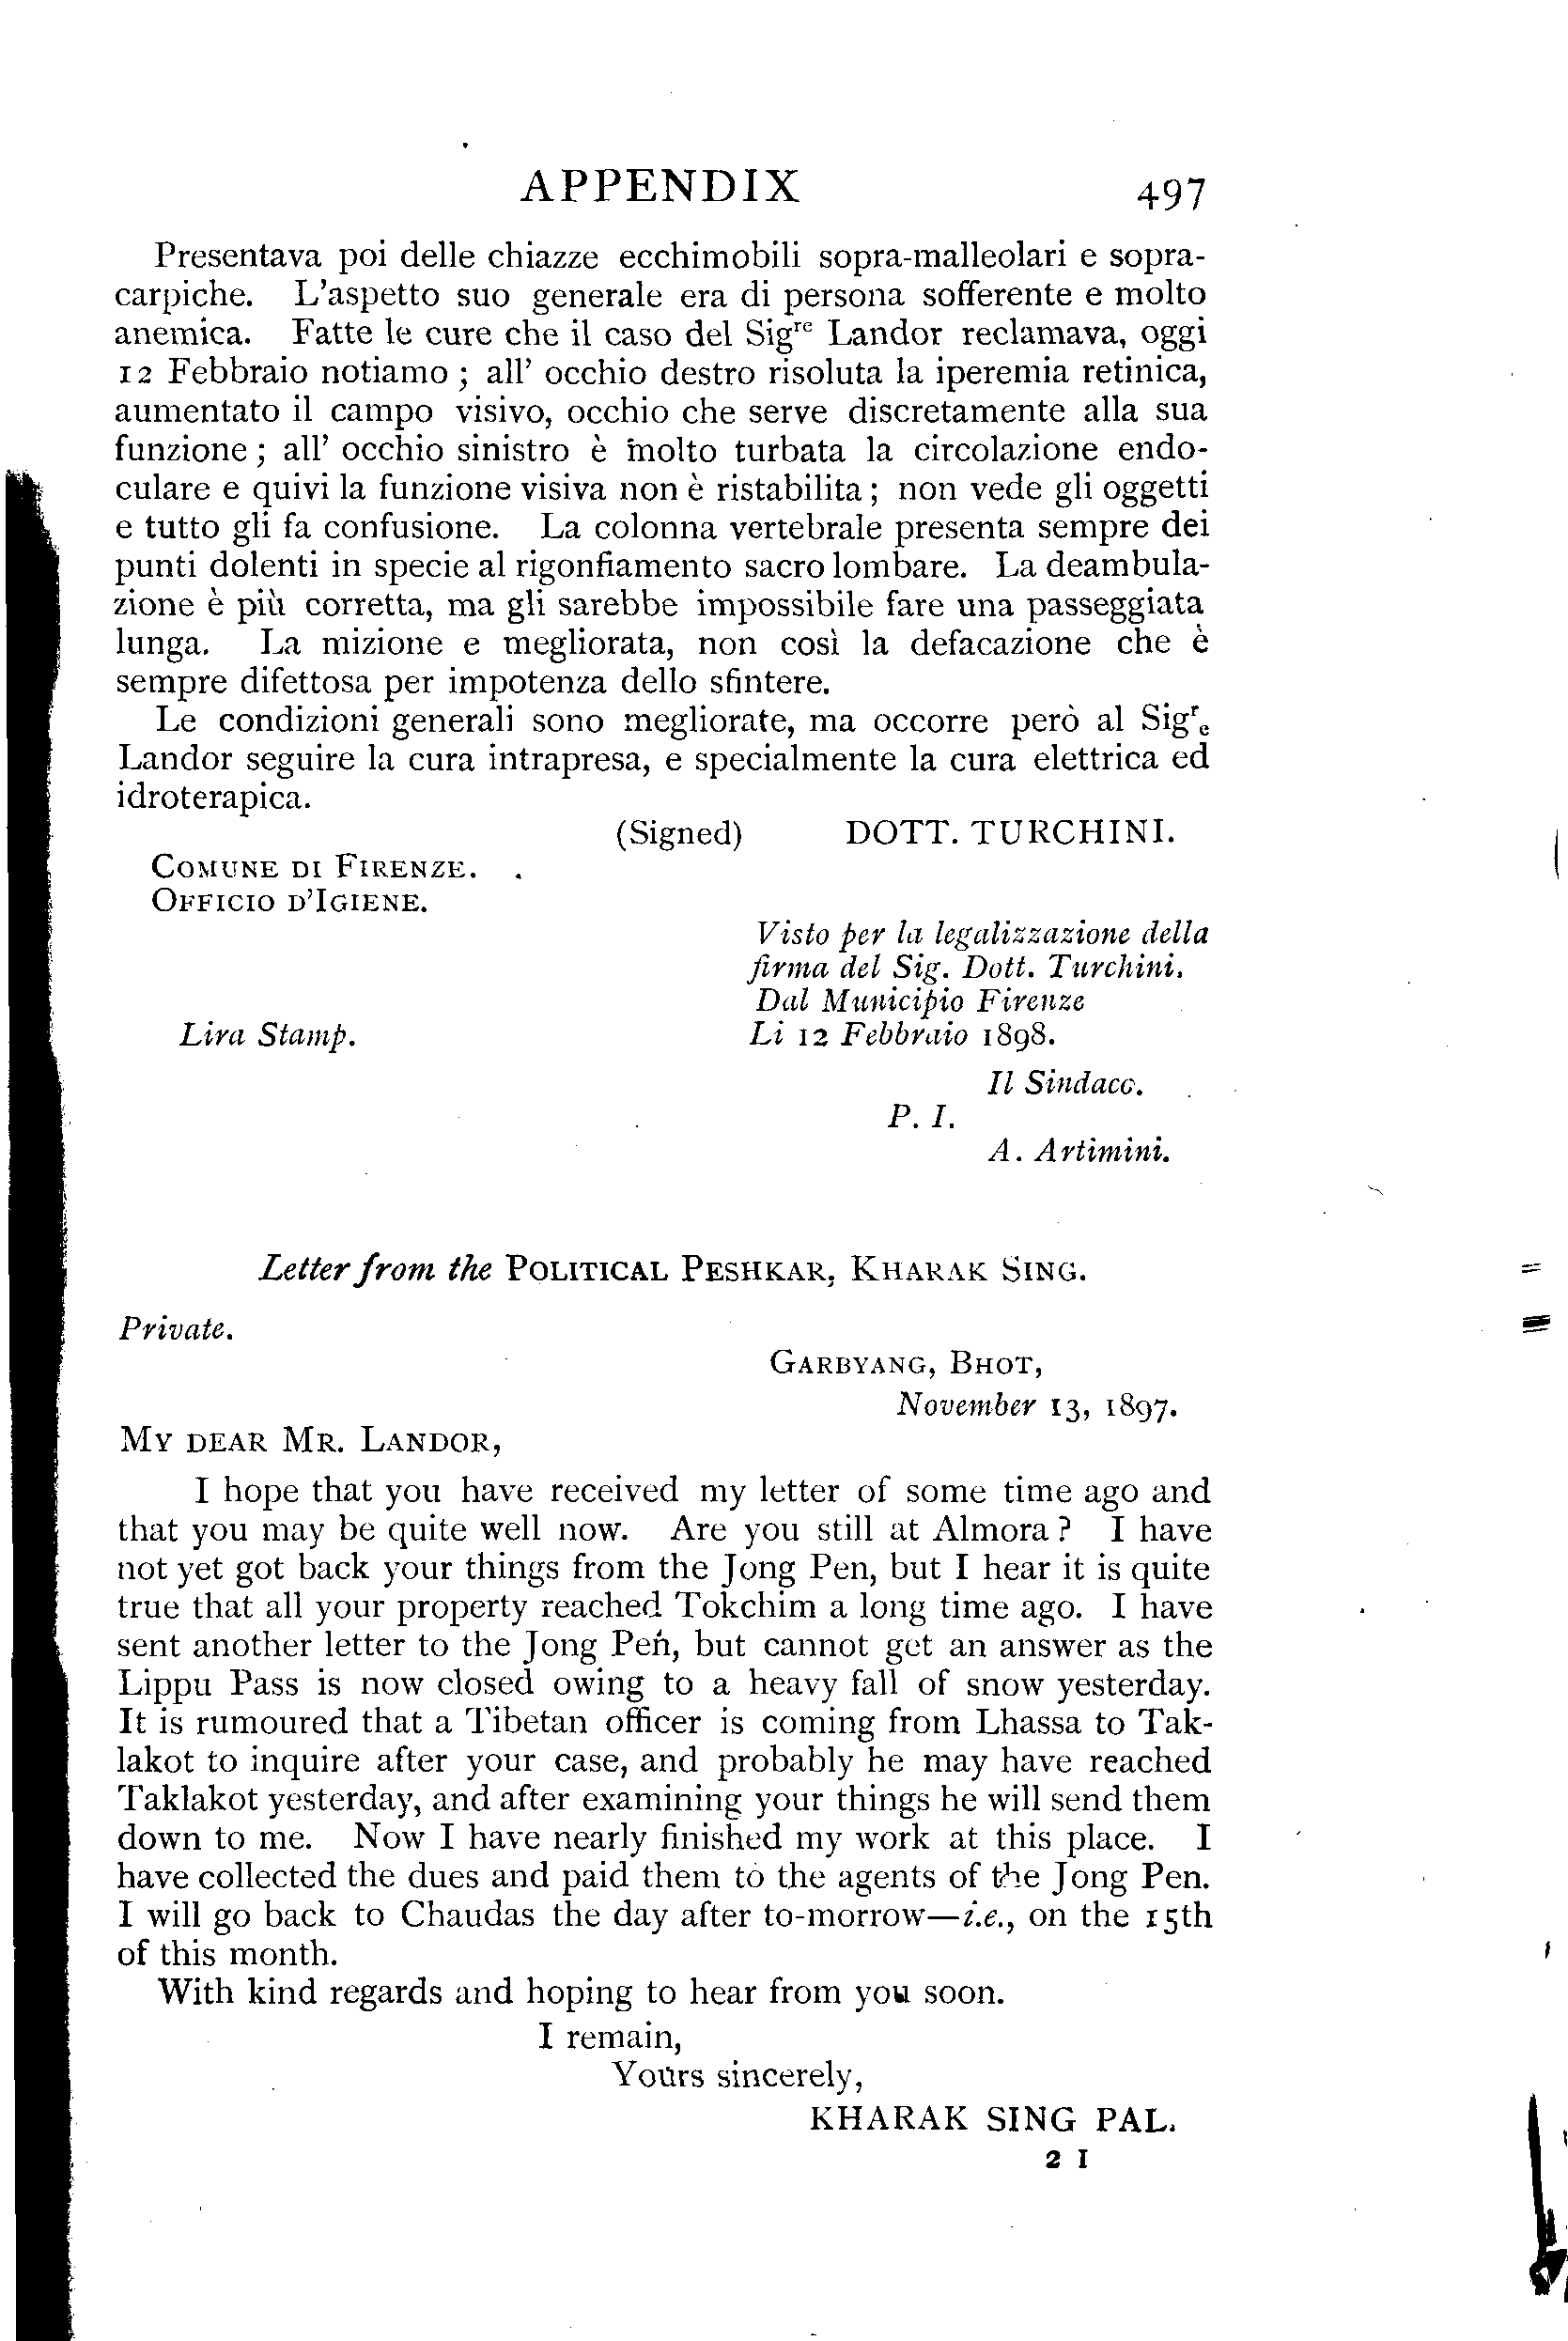 APPENDIX 497
Presentava poi delle chiazze ecchimobili sopra-malleolari e sopra-
carpiche. L'aspetto suo generale era di persona sofferente e molto
anemica. Fatte le cure che il caso del Sigre Landor reclamava, oggi
12 Febbraio notiamo; all' occhio destro risoluta la iperemia retinica,
aumentato il campo visivo, occhio che serve discretamente alla sua
funzione; all' occhio sinistro è molto turbata la circolazione endo-
culare e quivi la funzione visiva non è ristabilita; non vede gli oggetti
e tutto gli fa confusione. La colonna vertebrale presenta sempre dei
punti dolenti in specie al rigonfiamento sacro lombare. La deambula-
zione è più corretta, ma gli sarebbe impossibile fare una passeggiata
lunga. La mizione e megliorata, non così la defacazione che è
sempre difettosa per impotenza dello sfintere.
Le condizioni generali sono megliorate, ma occorre però al Sigre
Landor seguire la cura intrapresa, e specialmente la cura elettrica ed
idroterapica.
(Signed) DOTT. TURCHINI.
COMUNE DI FIRENZE.
OFFICIO D'IGIENE.
Visto per la legalizzazione della
firma del Sig. Dott. Turchini.
Dal Municipio Firenze
Lira Stamp. Li 12 Febbraio 1898.
Il Sindaco.
P. I.
A. Artimini.
Letter from the POLITICAL PESHKAR, KHARAK SING.
Private.
GARBYANG, BHOT,
November 13, 1897.
MY DEAR MR. LANDOR,
I hope that you have received my letter of some time ago and
that you may be quite well now. Are you still at Almora? I have
not yet got back your things from the Jong Pen, but I hear it is quite
true that all your property reached Tokchim a long time ago. I have
sent another letter to the Jong Pen, but cannot get an answer as the
Lippu Pass is now closed owing to a heavy fall of snow yesterday.
It is rumoured that a Tibetan officer is coming from Lhassa to Tak-
lakot to inquire after your case, and probably he may have reached
Taklakot yesterday, and after examining your things he will send them
down to me. Now I have nearly finished my work at this place. I
have collected the dues and paid them to the agents of the Jong Pen.
I will go back to Chaudas the day after to-morrow—i.e., on the 15th
of this month.
With kind regards and hoping to hear from you soon.
I remain,
Yours sincerely,
KHARAK SING PAL.
2 I